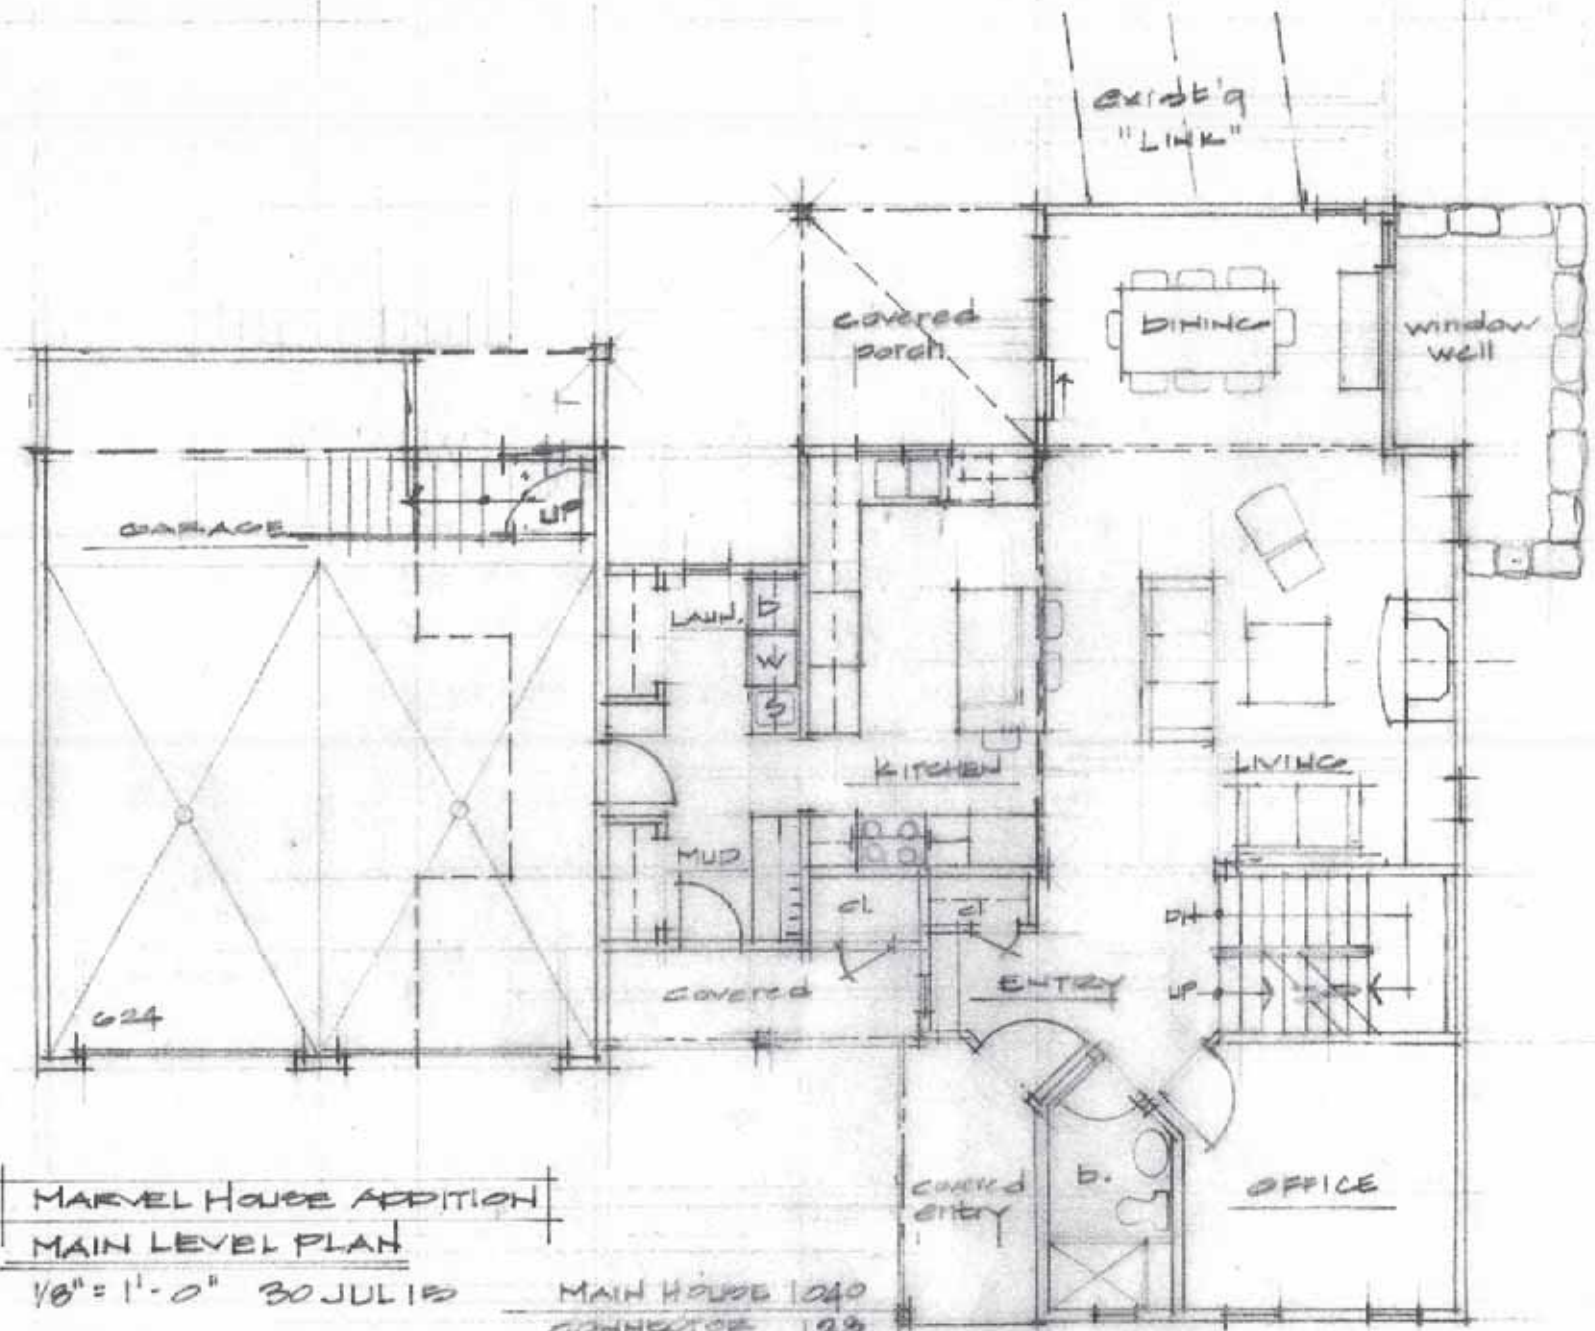 exist'g
"LINK"
covered
porch
DINING
window
well
GARAGE
UP
LAUN.
D
W
S
KITCHEN
LIVING
MUD
cl.
cl
DN
covered
ENTRY
UP
624
covered
entry
b.
OFFICE
MARVEL HOUSE ADDITION
MAIN LEVEL PLAN
1/8" = 1'-0" 30 JUL 15
MAIN HOUSE 1040
CONNECTOR